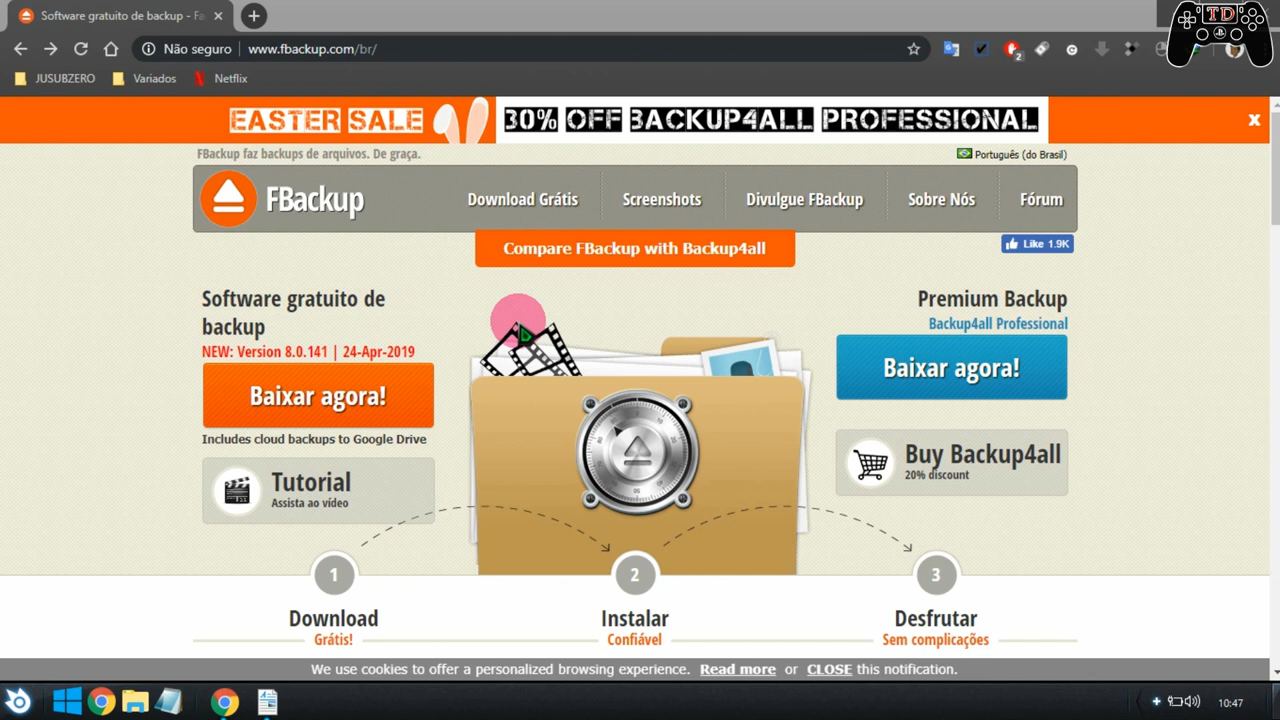 Software gratuito de backup - Fa
TD
Não seguro
www.fbackup.com/br/
2
JUSUBZERO
Variados
Netflix
EASTER SALE
30% OFF BACKUP4ALL PROFESSIONAL
FBackup faz backups de arquivos. De graça.
Português (do Brasil)
FBackup
Download Grátis
Screenshots
Divulgue FBackup
Sobre Nós
Fórum
Compare FBackup with Backup4all
Like 1.9K
Software gratuito de
backup
NEW: Version 8.0.141 | 24-Apr-2019
Baixar agora!
Includes cloud backups to Google Drive
Tutorial
Assista ao vídeo
Premium Backup
Backup4all Professional
Baixar agora!
Buy Backup4all
20% discount
1
2
3
Download
Grátis!
Instalar
Confiável
Desfrutar
Sem complicações
We use cookies to offer a personalized browsing experience. Read more or CLOSE this notification.
10:47